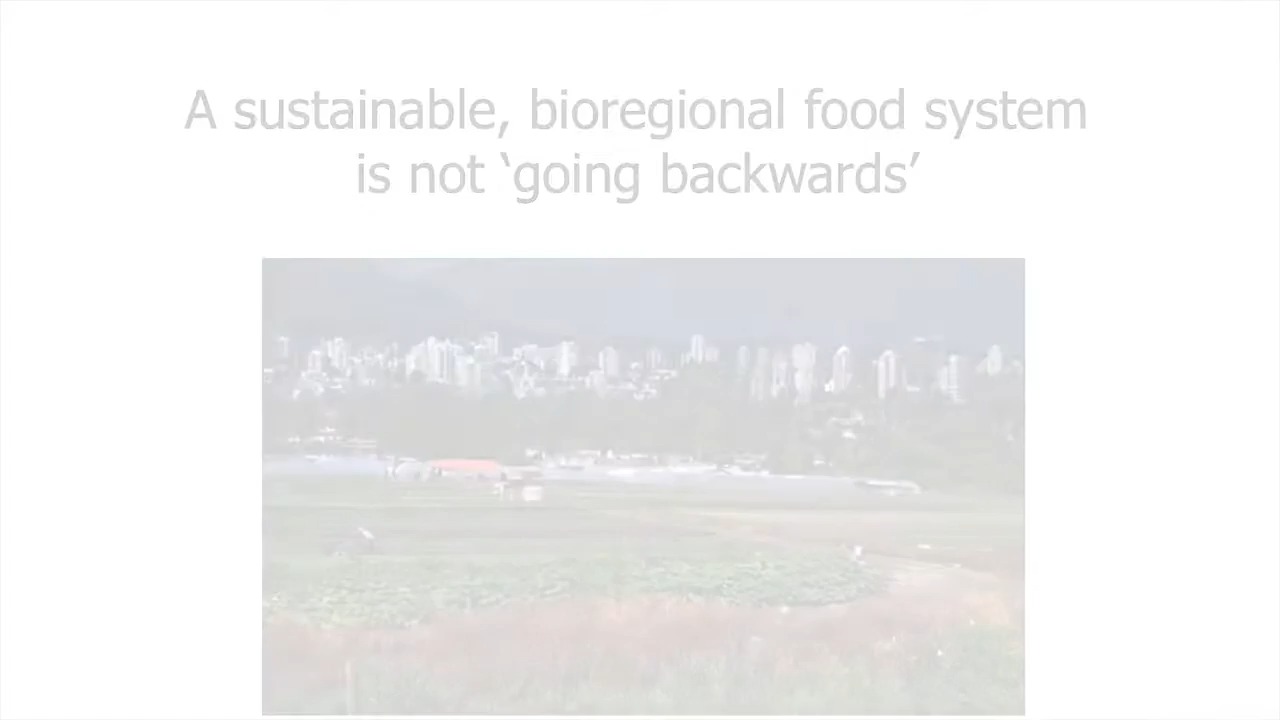 A sustainable, bioregional food system
is not ‘going backwards’